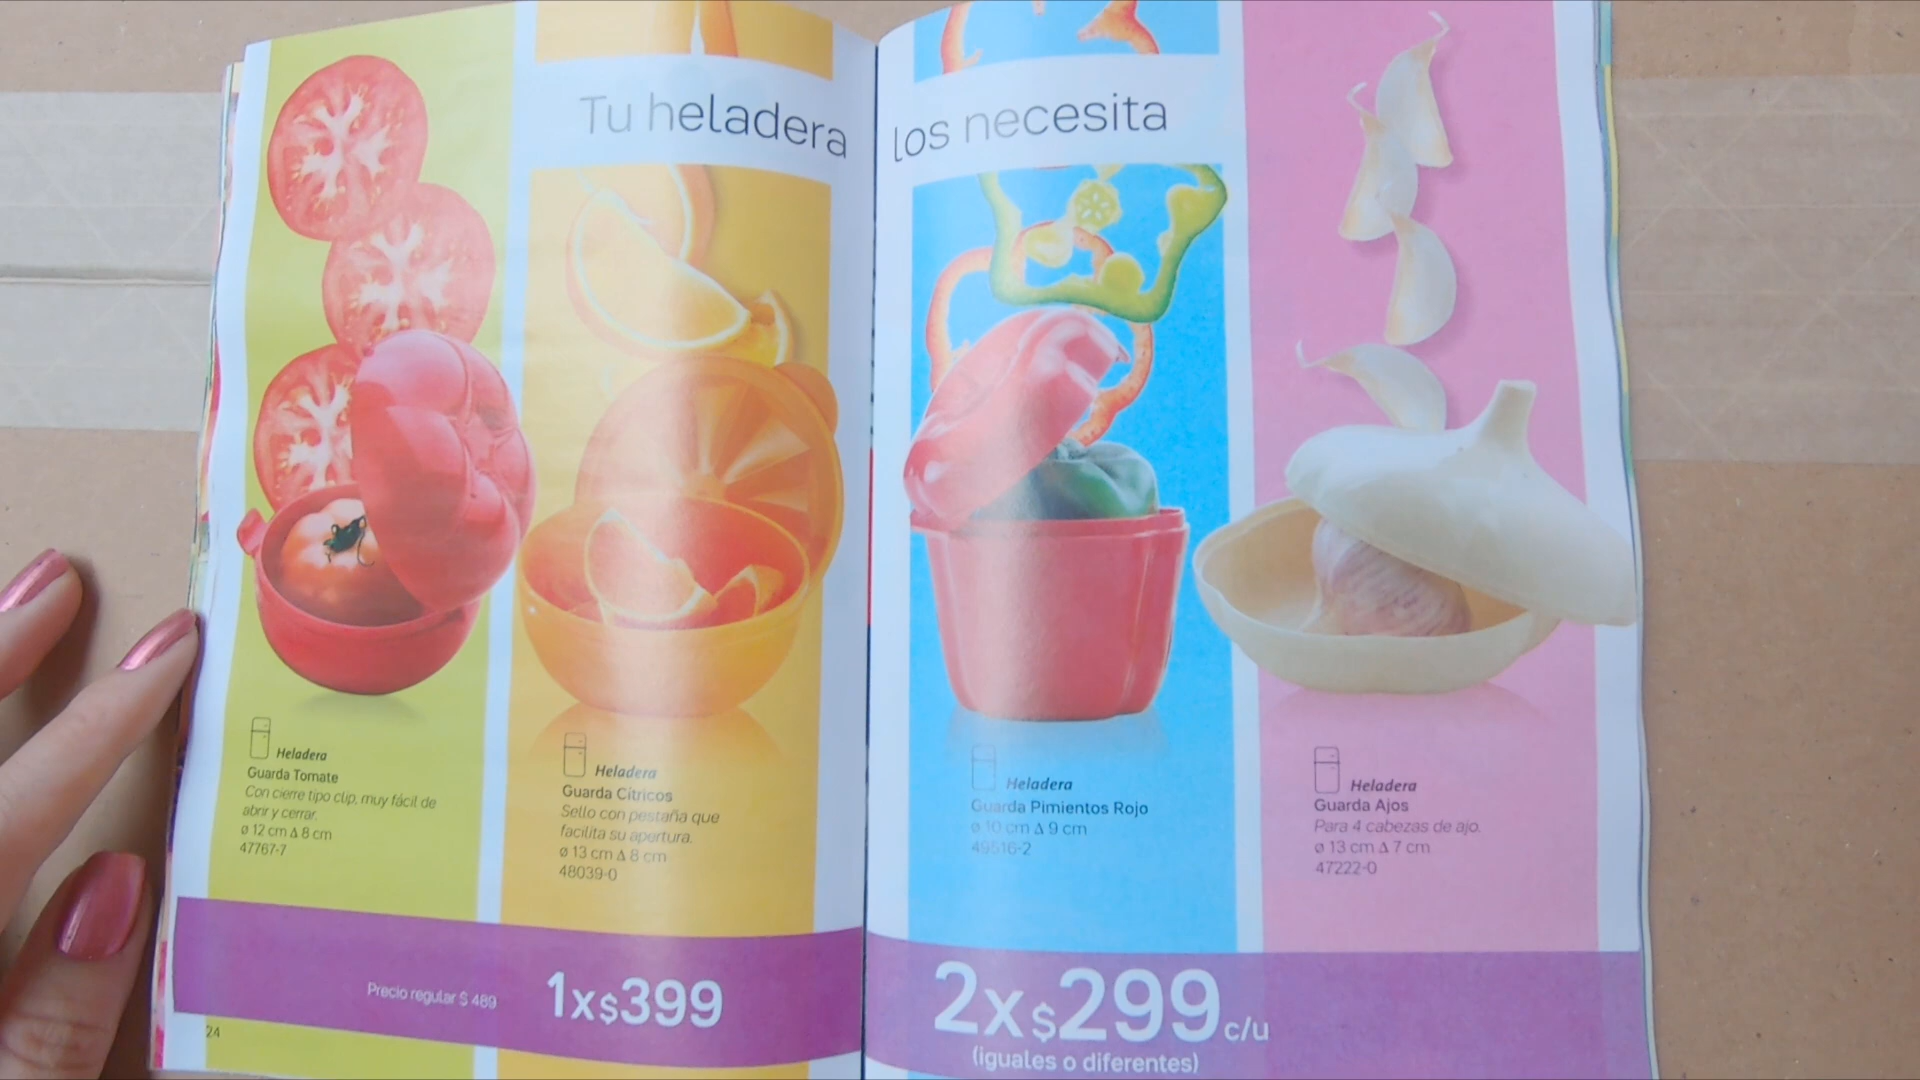 Tu heladera los necesita
Heladera
Guarda Tomate
Con cierre tipo clip, muy fácil de
abrir y cerrar.
ø 12 cm ∆ 8 cm
47767-7
Heladera
Guarda Cítricos
Sello con pestaña que
facilita su apertura.
ø 13 cm ∆ 8 cm
48039-0
Heladera
Guarda Pimientos Rojo
ø 10 cm ∆ 9 cm
49516-2
Heladera
Guarda Ajos
Para 4 cabezas de ajo.
ø 13 cm ∆ 7 cm
47222-0
Precio regular $ 489
1x$399
2x$299 c/u
(iguales o diferentes)
24